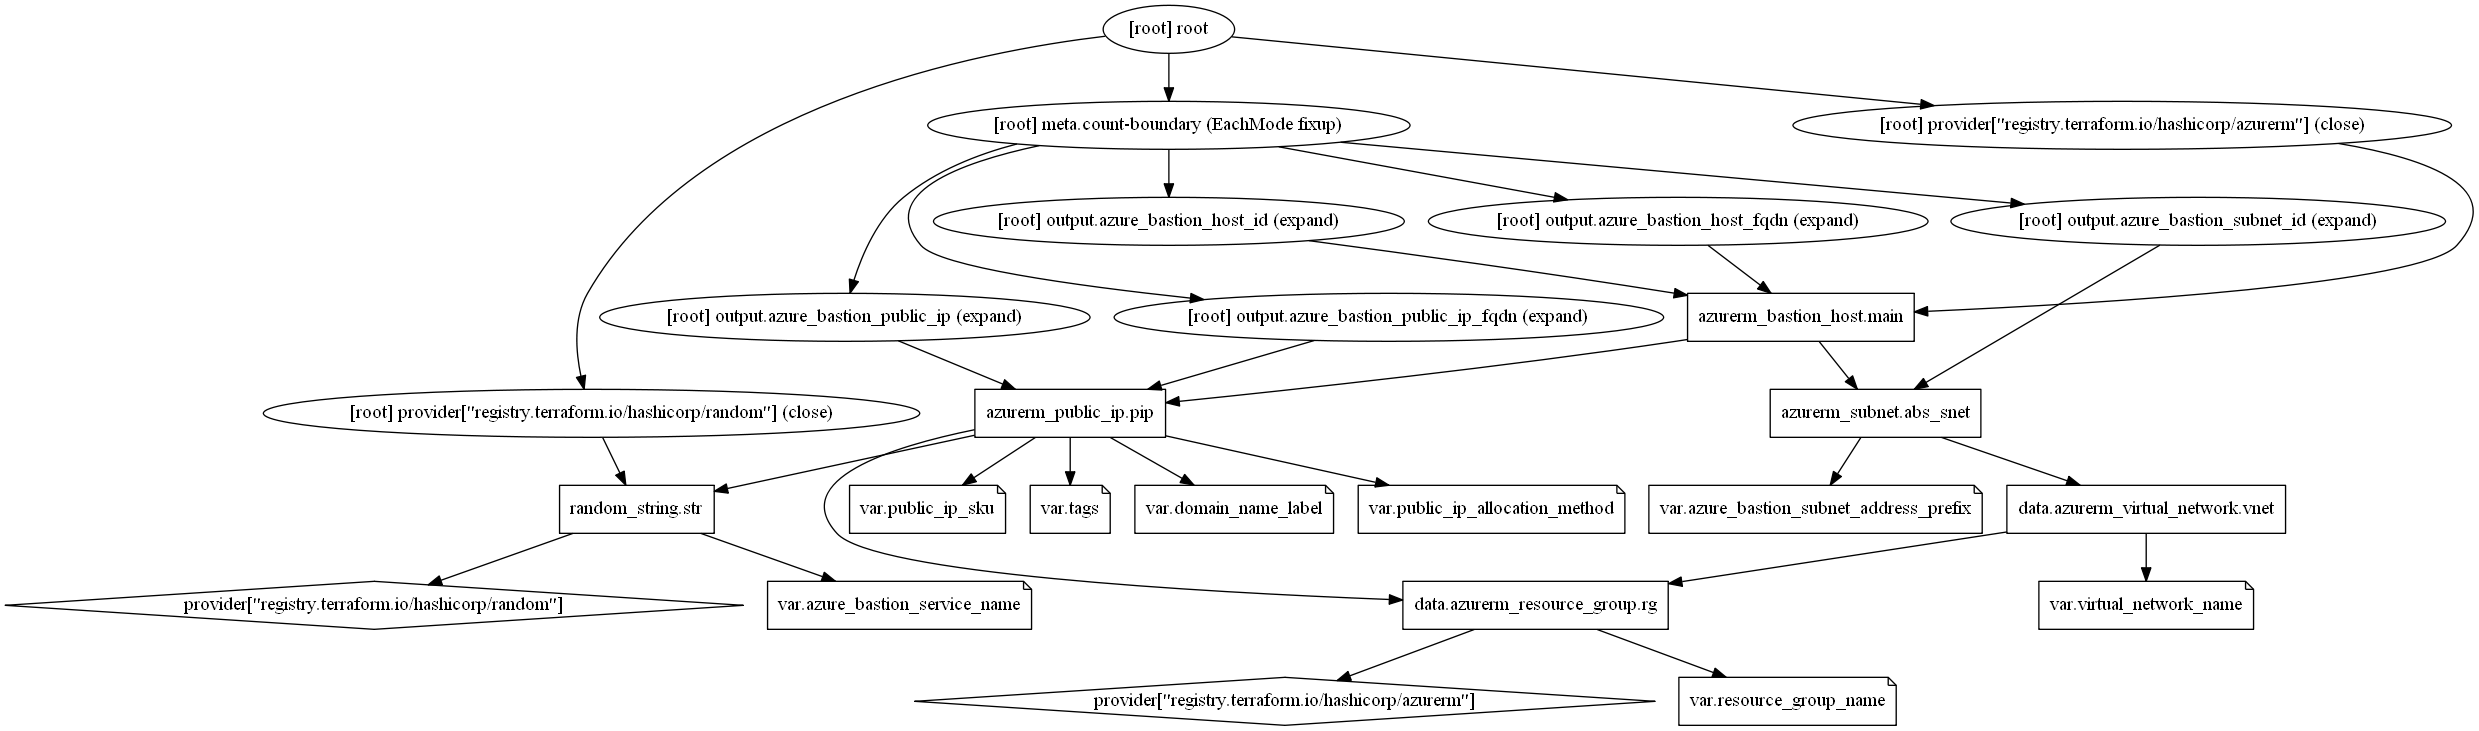 [root] root
[root] meta.count-boundary (EachMode fixup)
[root] provider["registry.terraform.io/hashicorp/azurerm"] (close)
[root] output.azure_bastion_host_id (expand)
[root] output.azure_bastion_host_fqdn (expand)
[root] output.azure_bastion_subnet_id (expand)
[root] output.azure_bastion_public_ip (expand)
[root] output.azure_bastion_public_ip_fqdn (expand)
azurerm_bastion_host.main
[root] provider["registry.terraform.io/hashicorp/random"] (close)
azurerm_public_ip.pip
azurerm_subnet.abs_snet
random_string.str
var.public_ip_sku
var.tags
var.domain_name_label
var.public_ip_allocation_method
var.azure_bastion_subnet_address_prefix
data.azurerm_virtual_network.vnet
provider["registry.terraform.io/hashicorp/random"]
var.azure_bastion_service_name
data.azurerm_resource_group.rg
var.virtual_network_name
provider["registry.terraform.io/hashicorp/azurerm"]
var.resource_group_name